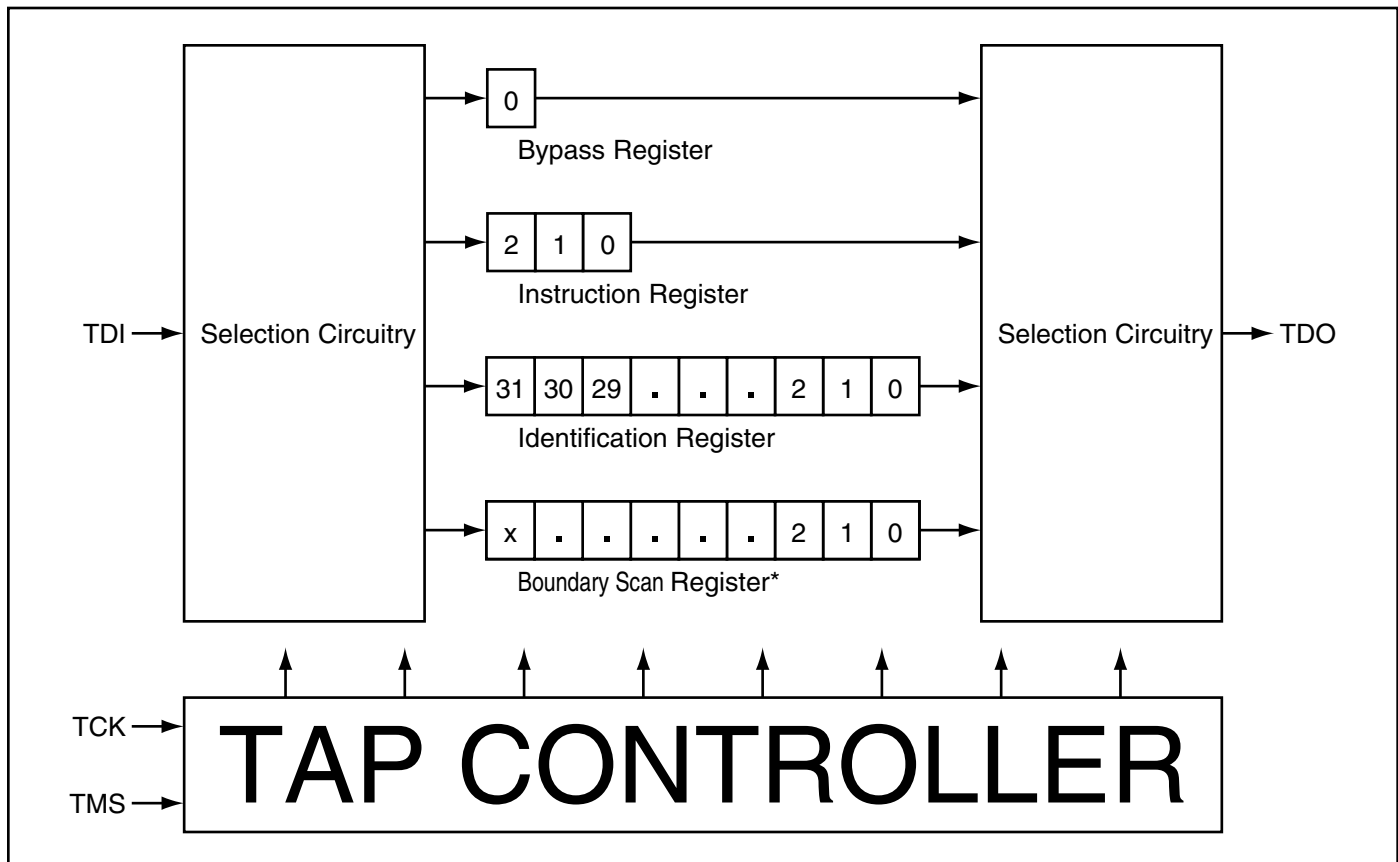 0
Bypass Register
2 1 0
Instruction Register
TDI
Selection Circuitry
Selection Circuitry
TDO
31 30 29 . . . 2 1 0
Identification Register
x . . . . . 2 1 0
Boundary Scan Register*
TCK
TMS
TAP CONTROLLER